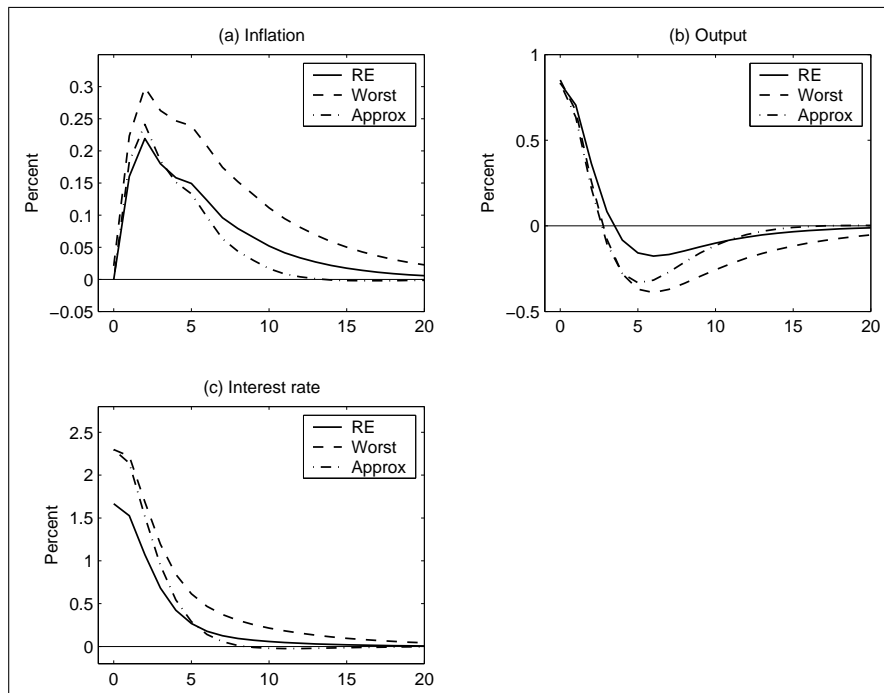 (a) Inflation
0.3
0.25
0.2
0.15
0.1
0.05
0
−0.05
Percent
RE
Worst
Approx
0 5 10 15 20
(b) Output
1
0.5
0
−0.5
Percent
RE
Worst
Approx
0 5 10 15 20
(c) Interest rate
2.5
2
1.5
1
0.5
0
Percent
RE
Worst
Approx
0 5 10 15 20